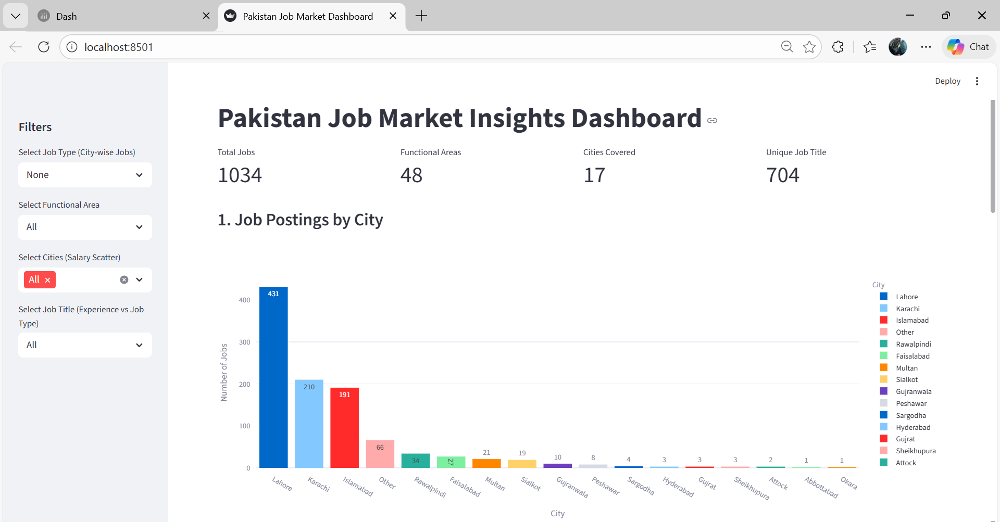 Dash
Pakistan Job Market Dashboard
localhost:8501
Chat
Deploy
Filters
Select Job Type (City-wise Jobs)
None
Select Functional Area
All
Select Cities (Salary Scatter)
All
Select Job Title (Experience vs Job
Type)
All
Pakistan Job Market Insights Dashboard
Total Jobs
1034
Functional Areas
48
Cities Covered
17
Unique Job Title
704
1. Job Postings by City
Number of Jobs
400
300
200
100
0
431
210
191
66
34
27
21
19
10
8
4
3
3
3
2
1
1
Lahore
Karachi
Islamabad
Other
Rawalpindi
Faisalabad
Multan
Sialkot
Gujranwala
Peshawar
Sargodha
Hyderabad
Gujrat
Sheikhupura
Attock
Abbottabad
Okara
City
City
Lahore
Karachi
Islamabad
Other
Rawalpindi
Faisalabad
Multan
Sialkot
Gujranwala
Peshawar
Sargodha
Hyderabad
Gujrat
Sheikhupura
Attock